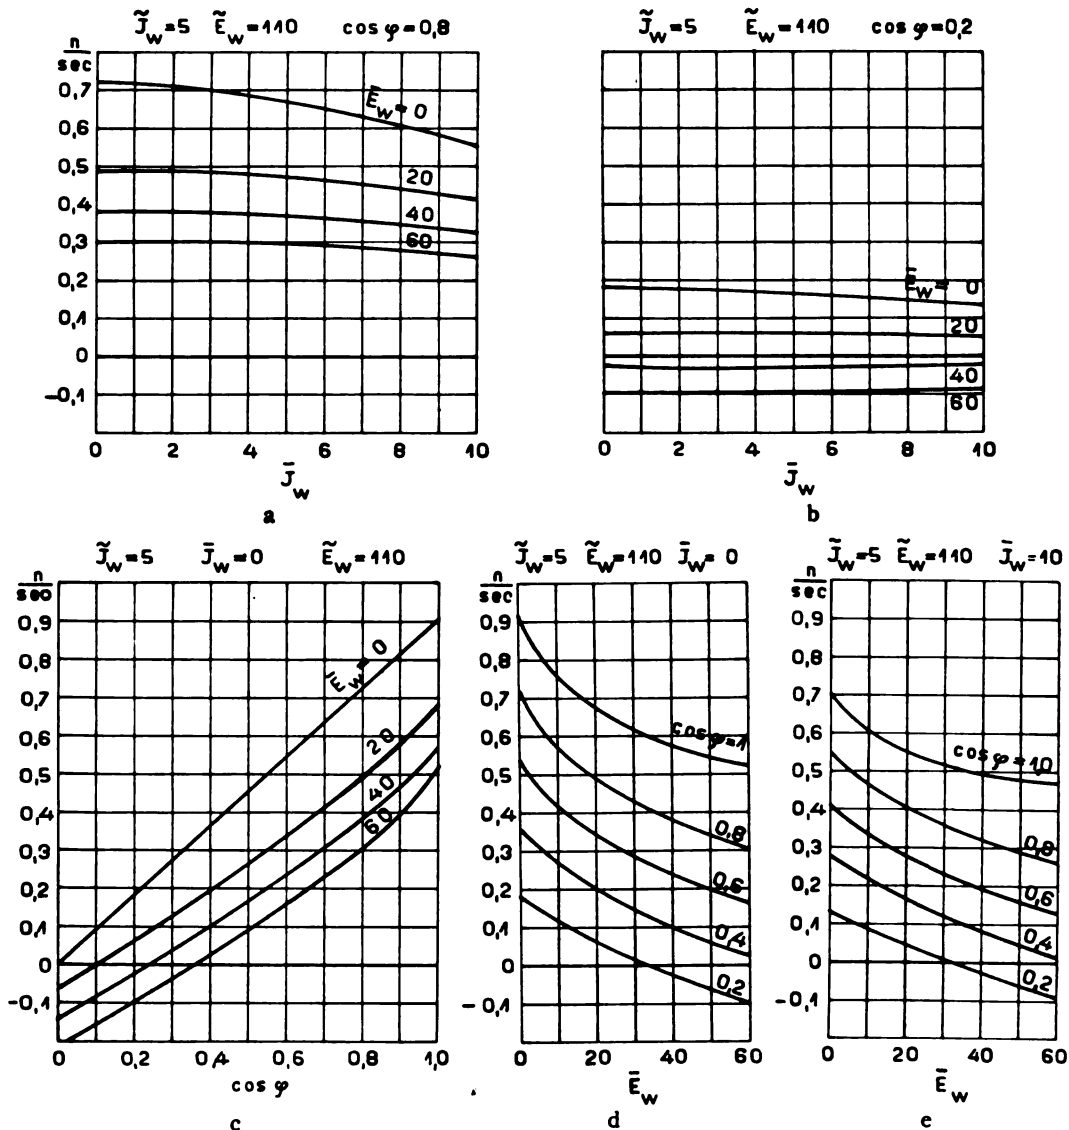 J̃w=5 Ẽw=110 cos φ=0,8
n/sec
0,7
0,6
0,5
0,4
0,3
0,2
0,1
0
-0,1
Ēw=0
20
40
60
0 2 4 6 8 10
J̄w
a
J̃w=5 Ẽw=110 cos φ=0,2
Ēw= 0
20
40
60
0 2 4 6 8 10
J̄w
b
J̃w=5 J̄w=0 Ẽw=110
n/sec
0,9
0,8
0,7
0,6
0,5
0,4
0,3
0,2
0,1
0
-0,1
Ēw=0
20
40
60
0 0,2 0,4 0,6 0,8 1,0
cos φ
c
J̃w=5 Ẽw=110 J̄w=0
n/sec
0,9
0,8
0,7
0,6
0,5
0,4
0,3
0,2
0,1
0
-0,1
cos φ=1
0,8
0,6
0,4
0,2
0 20 40 60
Ēw
d
J̃w=5 Ẽw=110 J̄w=10
n/sec
0,9
0,8
0,7
0,6
0,5
0,4
0,3
0,2
0,1
0
-0,1
cos φ=1,0
0,8
0,6
0,4
0,2
0 20 40 60
Ēw
e